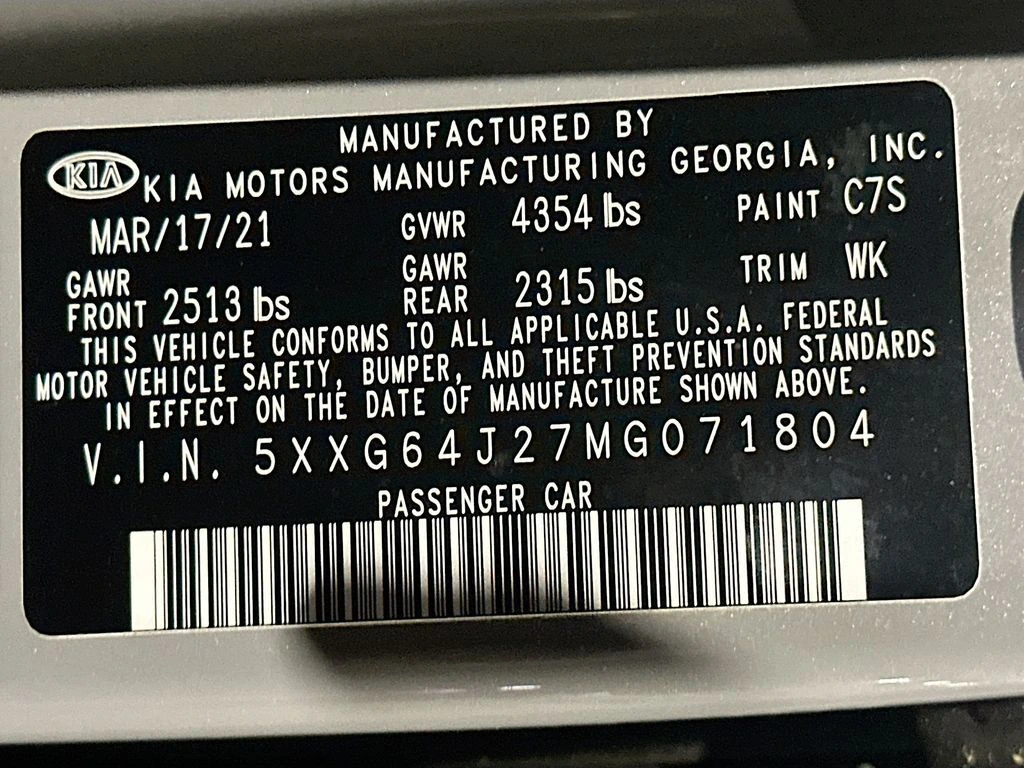 MANUFACTURED BY
KIA KIA MOTORS MANUFACTURING GEORGIA, INC.
MAR/17/21 GVWR 4354 lbs PAINT C7S
GAWR FRONT 2513 lbs GAWR REAR 2315 lbs TRIM WK
THIS VEHICLE CONFORMS TO ALL APPLICABLE U.S.A. FEDERAL
MOTOR VEHICLE SAFETY, BUMPER, AND THEFT PREVENTION STANDARDS
IN EFFECT ON THE DATE OF MANUFACTURE SHOWN ABOVE.
V.I.N. 5XXG64J27MG071804
PASSENGER CAR